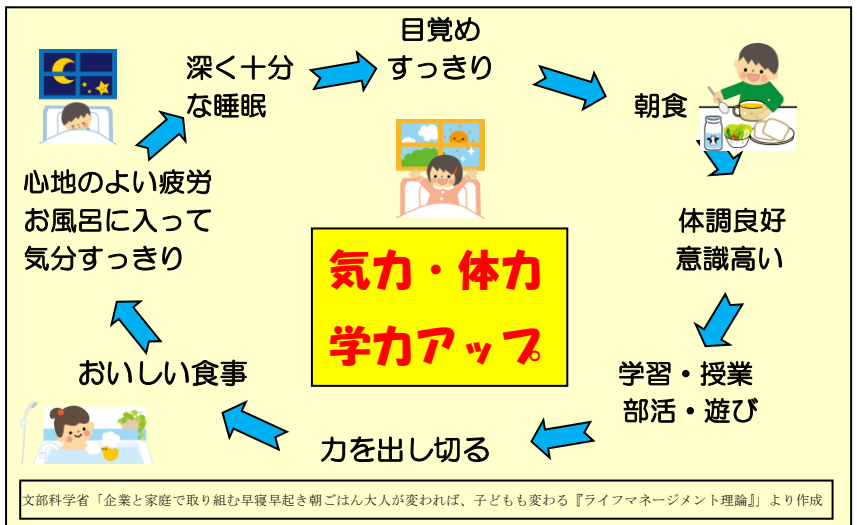 目覚め
すっきり
深く十分
な睡眠
朝食
心地のよい疲労
お風呂に入って
気分すっきり
体調良好
意識高い
気力・体力
学力アップ
おいしい食事
学習・授業
部活・遊び
力を出し切る
文部科学省「企業と家庭で取り組む早寝早起き朝ごはん大人が変われば、子どもも変わる『ライフマネージメント理論』」より作成